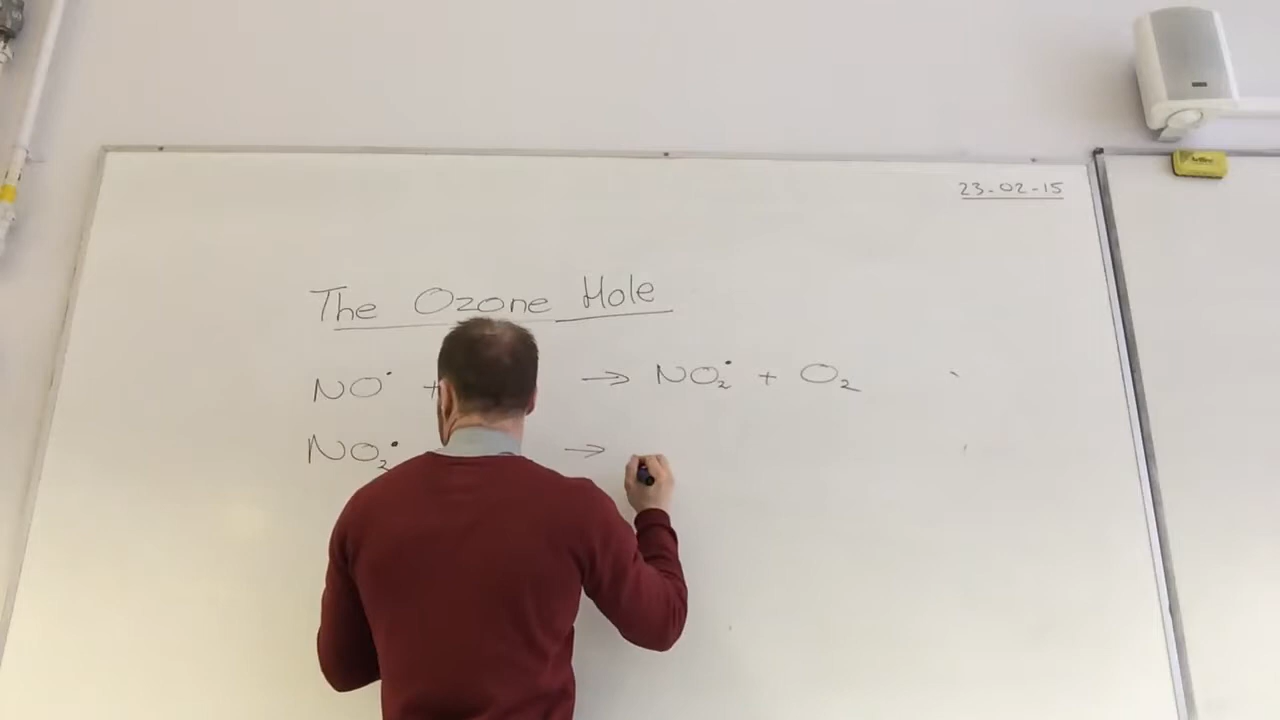 23-02-15
The Ozone Hole
NO• + → NO₂• + O₂
NO₂• →